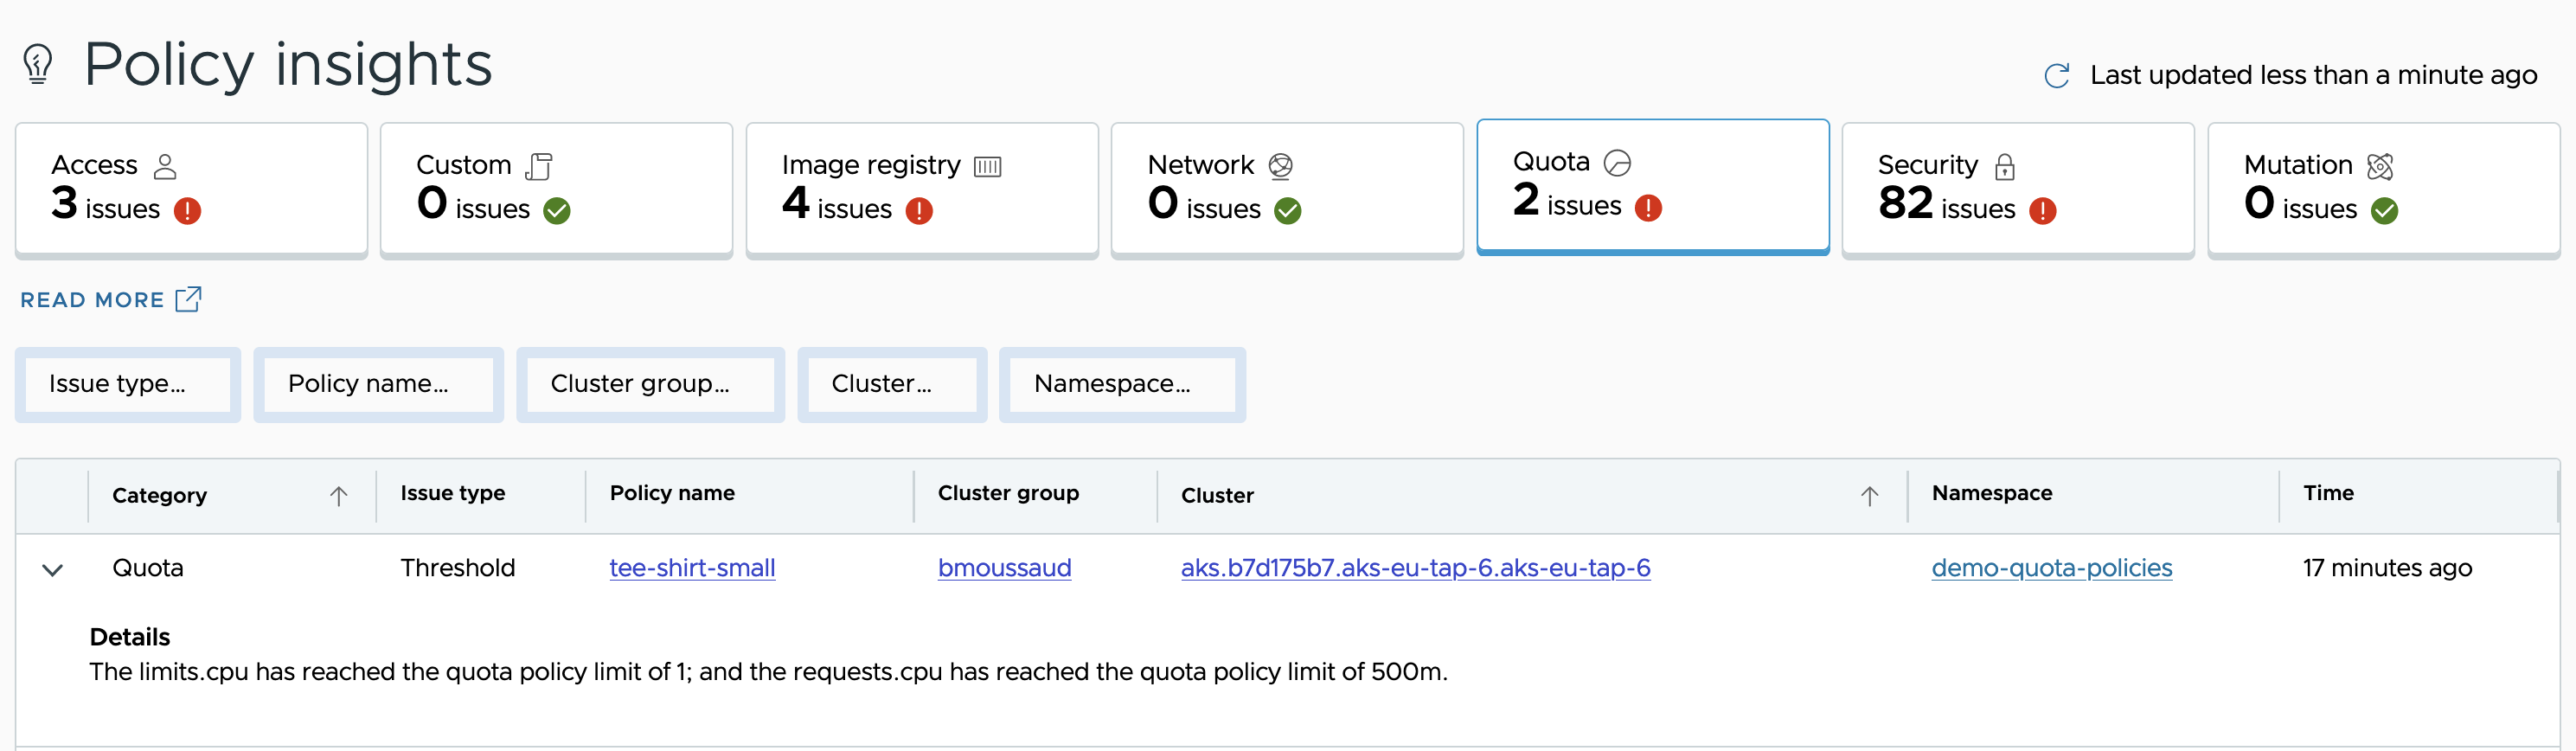 Policy insights
Last updated less than a minute ago
Access
3 issues
Custom
0 issues
Image registry
4 issues
Network
0 issues
Quota
2 issues
Security
82 issues
Mutation
0 issues
READ MORE
Issue type...
Policy name...
Cluster group...
Cluster...
Namespace...
Category Issue type Policy name Cluster group Cluster Namespace Time
Quota Threshold tee-shirt-small bmoussaud aks.b7d175b7.aks-eu-tap-6.aks-eu-tap-6 demo-quota-policies 17 minutes ago
Details
The limits.cpu has reached the quota policy limit of 1; and the requests.cpu has reached the quota policy limit of 500m.